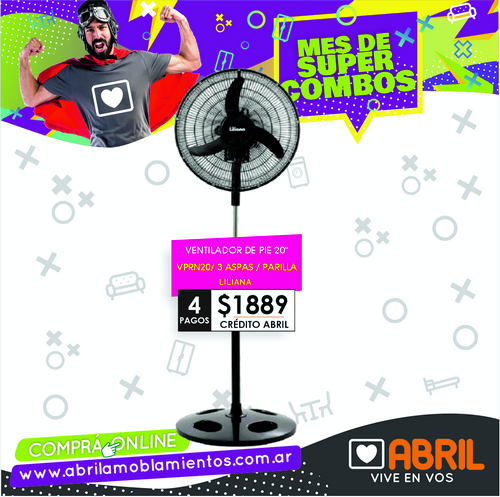 MES DE
SUPER
COMBOS
Liliana
VENTILADOR DE PIE 20"
VPRN20/ 3 ASPAS / PARILLA
LILIANA
4
PAGOS
$1889
CRÉDITO ABRIL
COMPRÁ ONLINE
www.abrilamoblamientos.com.ar
ABRIL
VIVE EN VOS